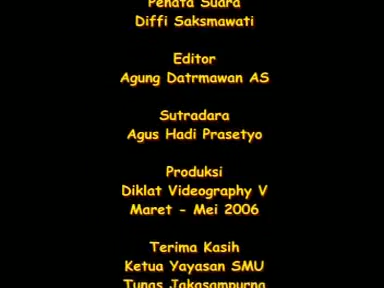 Penata Suara
Diffi Saksmawati
Editor
Agung Datrmawan AS
Sutradara
Agus Hadi Prasetyo
Produksi
Diklat Videography V
Maret - Mei 2006
Terima Kasih
Ketua Yayasan SMU
Tunas Jakasampurna